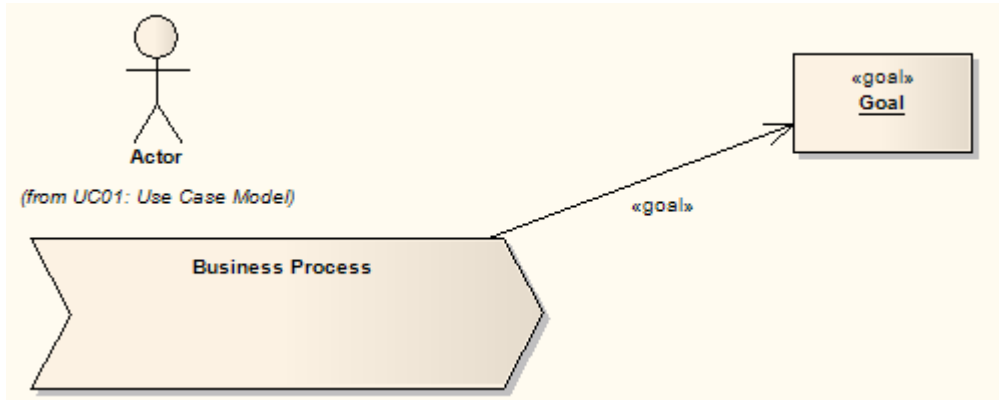 «goal»
Goal
Actor
(from UC01: Use Case Model)
«goal»
Business Process